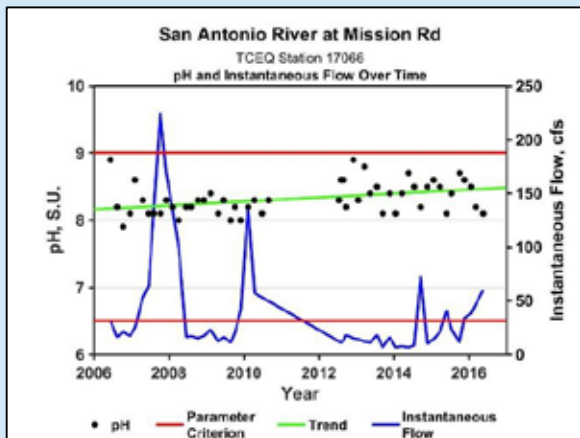 San Antonio River at Mission Rd
TCEQ Station 17066
pH and Instantaneous Flow Over Time
10
9
8
7
6
pH, S.U.
250
200
150
100
50
0
Instantaneous Flow, cfs
2006
2008
2010
2012
2014
2016
Year
pH
Parameter Criterion
Trend
Instantaneous Flow